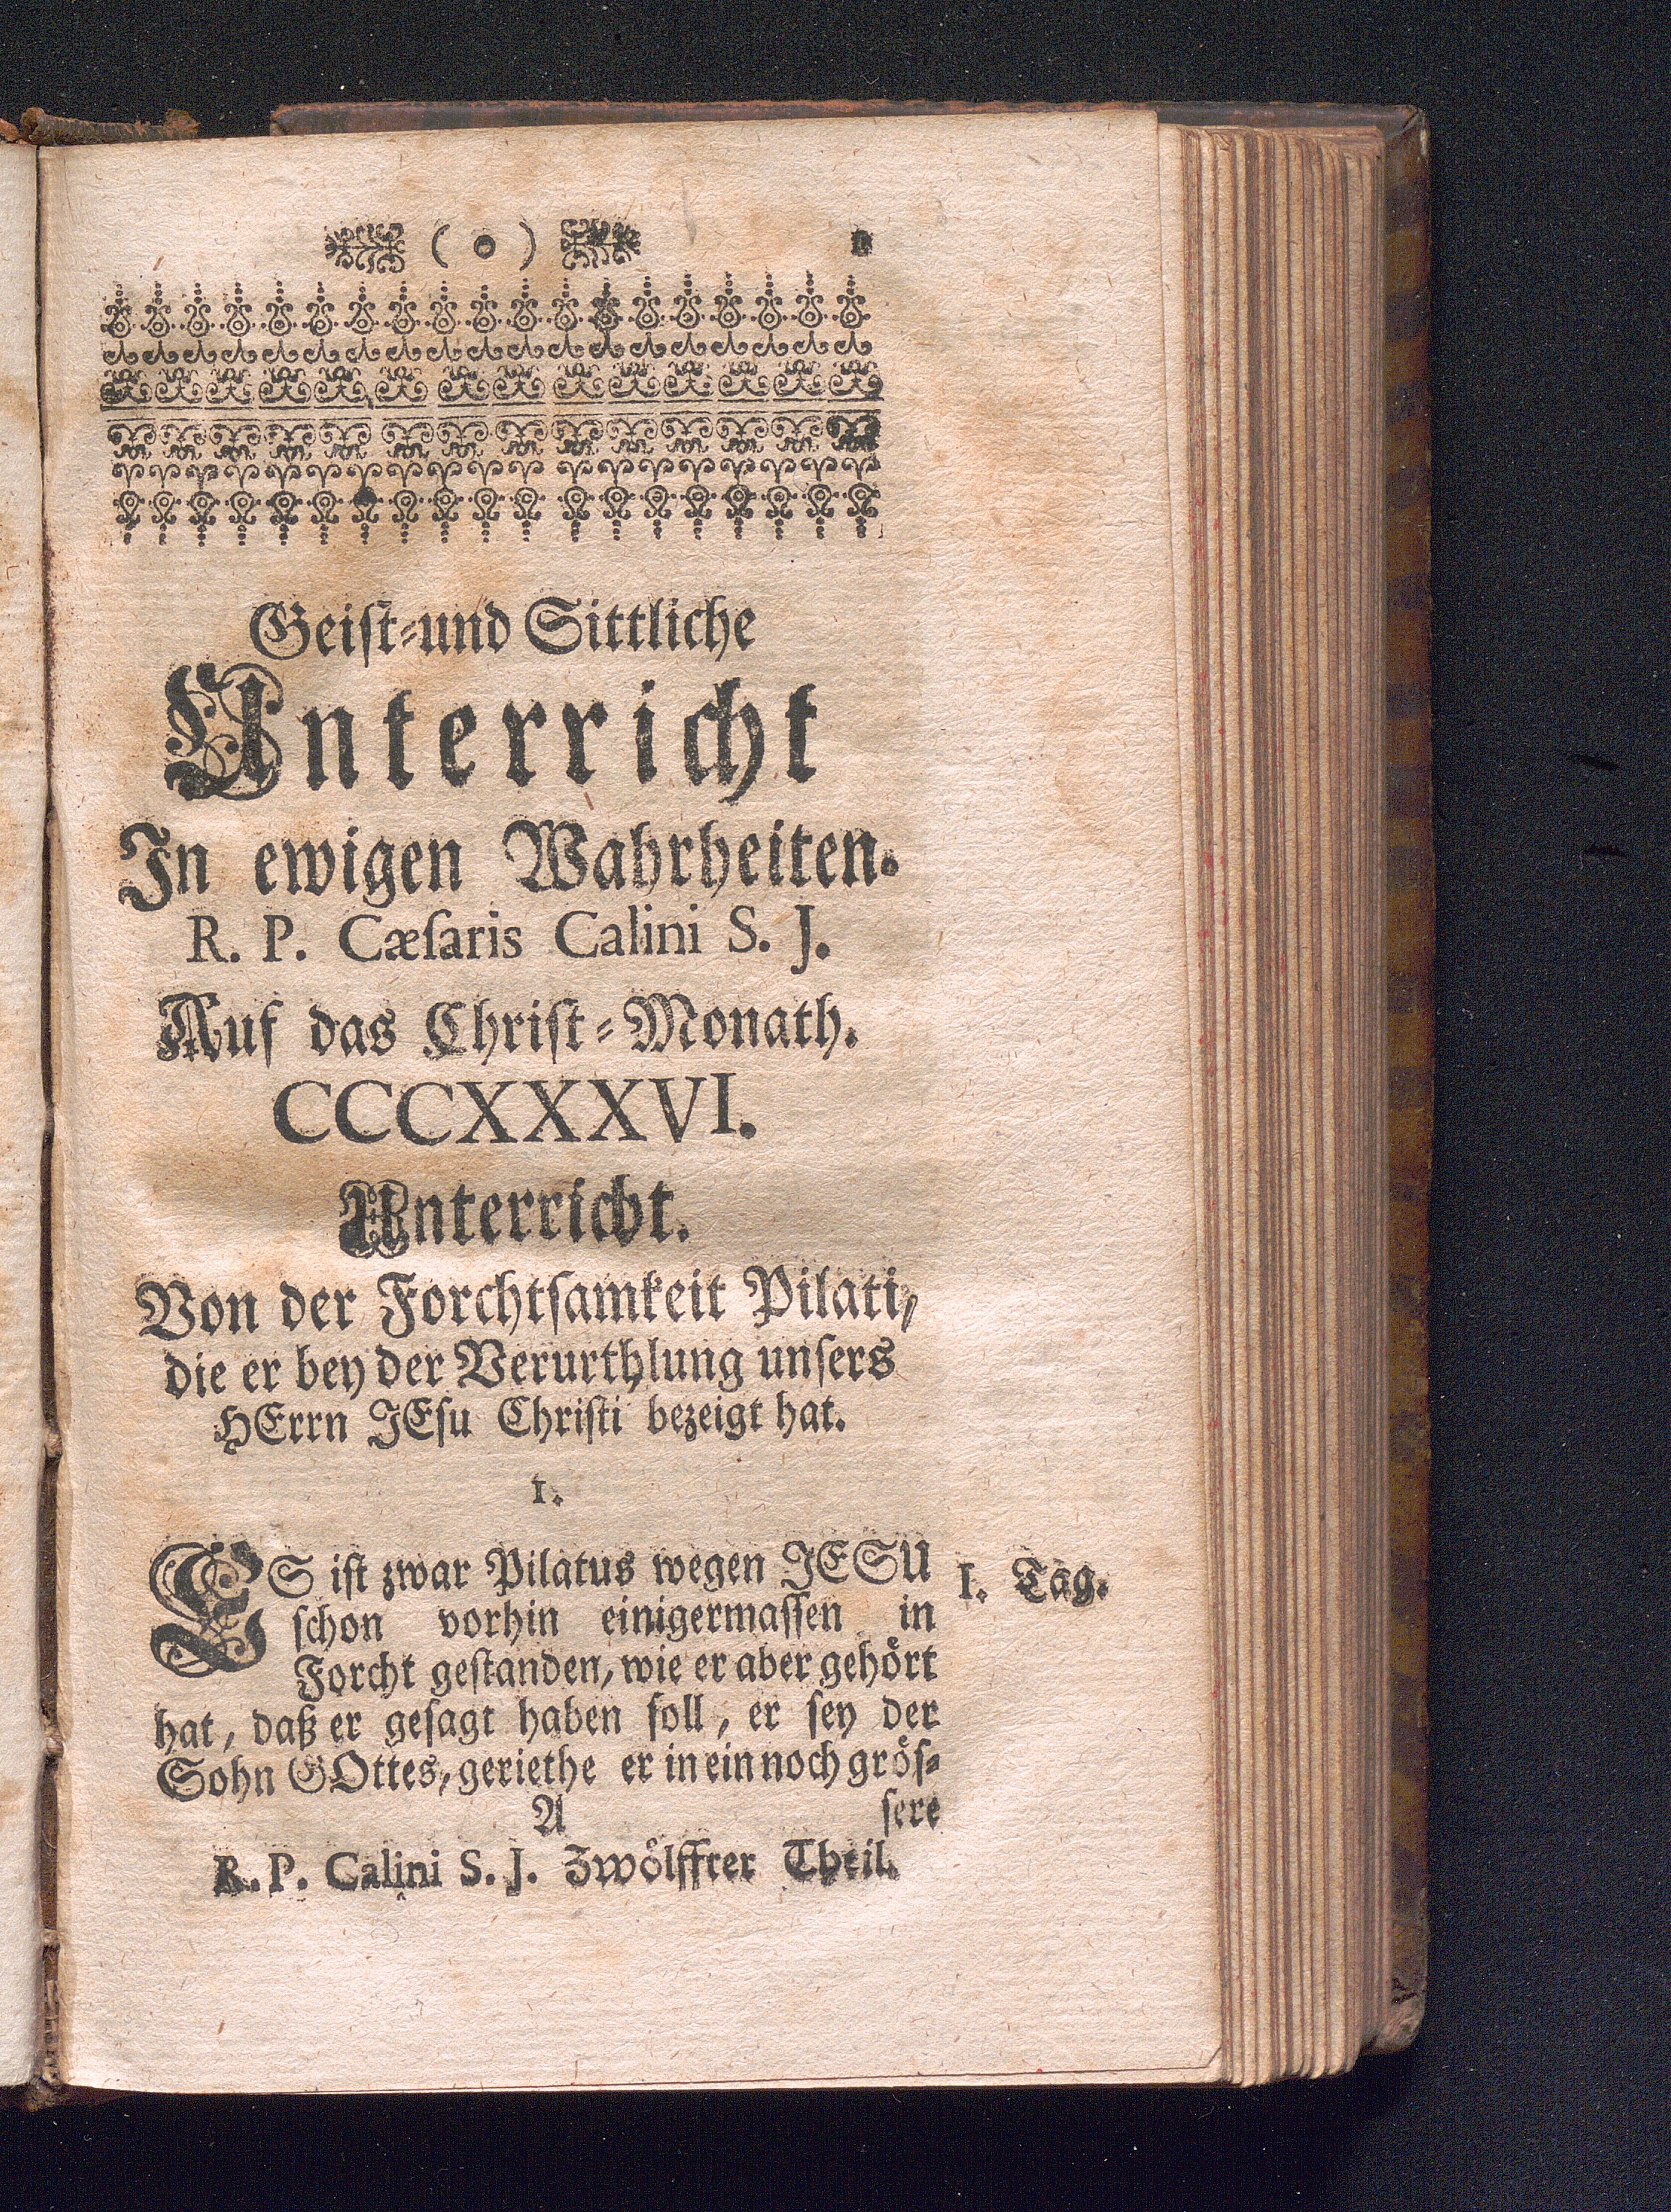 ( o ) 1
Geist-und Sittliche
Unterricht
In ewigen Wahrheiten.
R. P. Cæſaris Calini S. J.
Auf das Christ-Monath.
CCCXXXVI.
Unterricht.
Von der Forchtſamkeit Pilati,
die er bey der Verurthlung unſers
HErrn JEſu Chriſti bezeigt hat.
1.
ES iſt zwar Pilatus wegen JESU
I. Tag.
ſchon vorhin einigermaſſen in
Forcht geſtanden, wie er aber gehört
hat, daß er geſagt haben ſoll, er ſey der
Sohn GOttes, geriethe er in ein noch gröſ-
A ſere
R. P. Calini S. J. Zwölffter Theil.